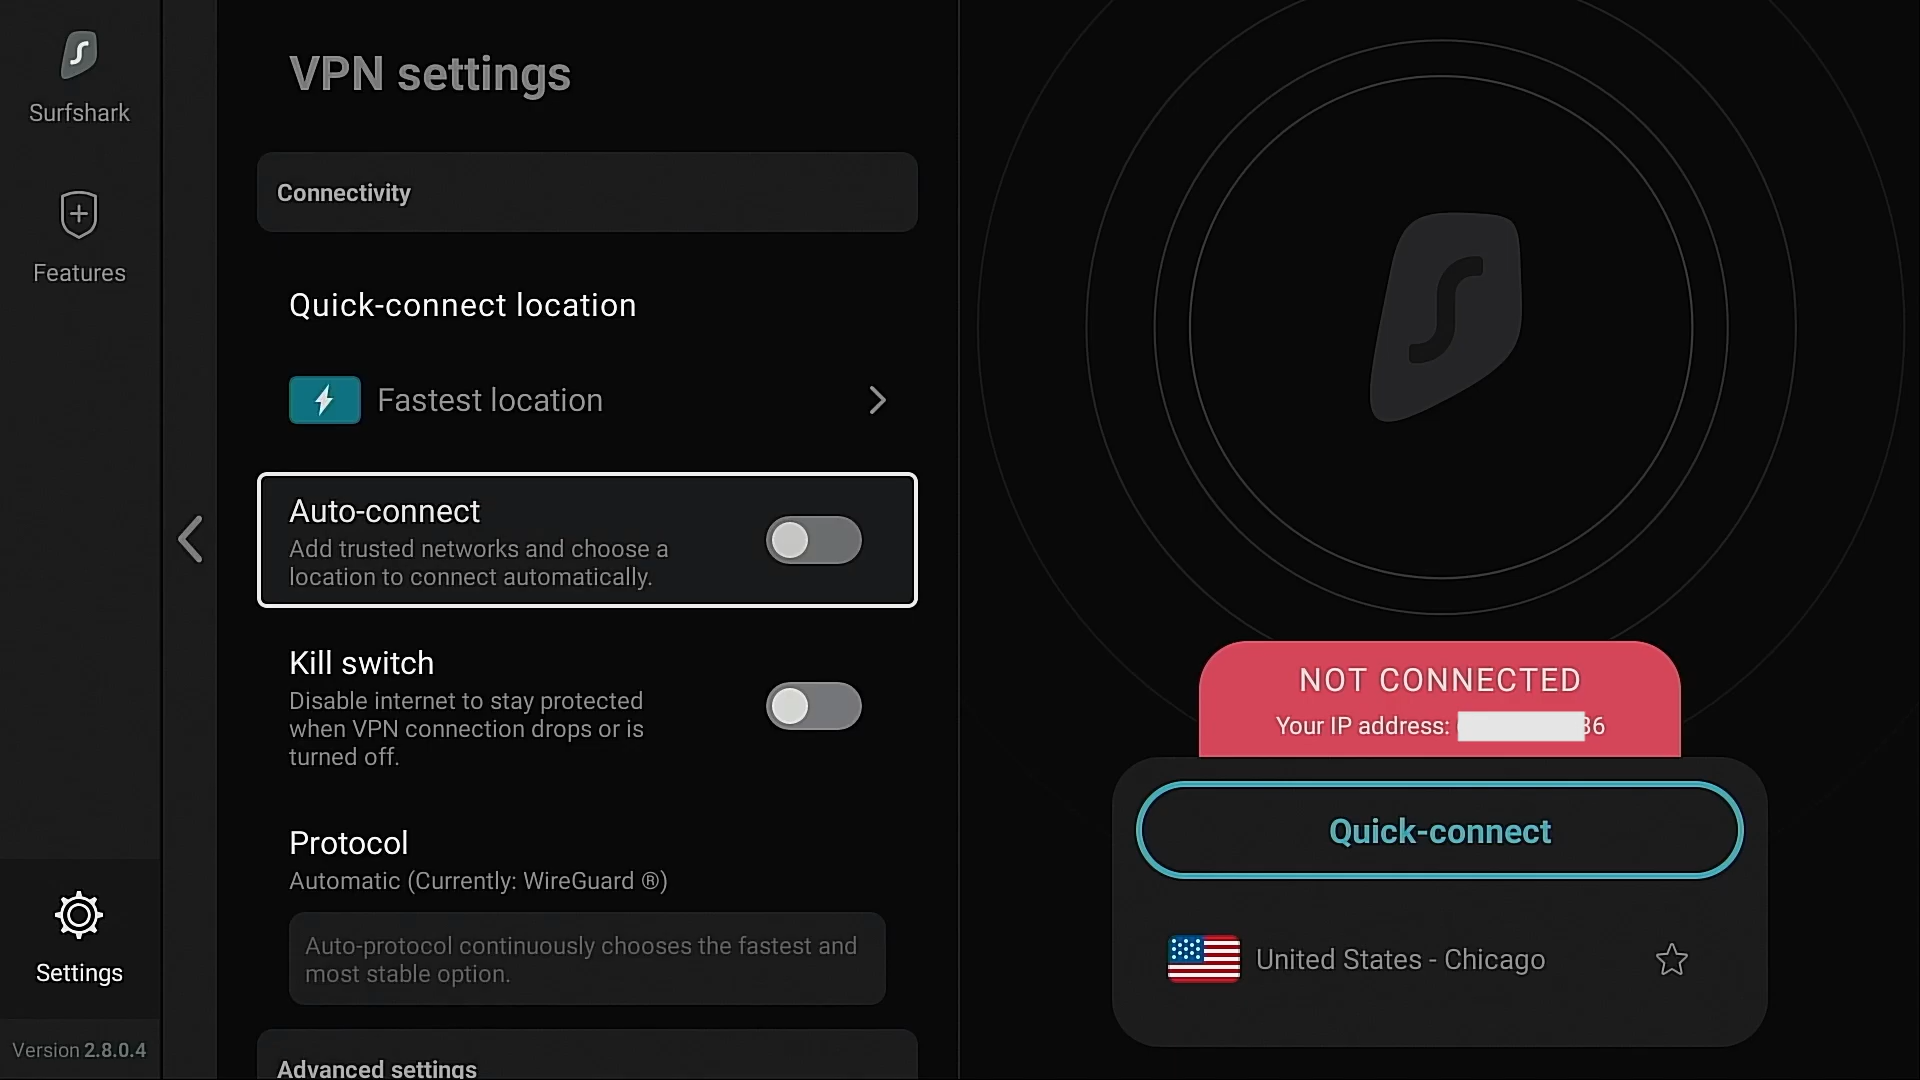 Surfshark
Features
Settings
Version 2.8.0.4
VPN settings
Connectivity
Quick-connect location
Fastest location
Auto-connect
Add trusted networks and choose a
location to connect automatically.
Kill switch
Disable internet to stay protected
when VPN connection drops or is
turned off.
Protocol
Automatic (Currently: WireGuard ®)
Auto-protocol continuously chooses the fastest and
most stable option.
Advanced settings
NOT CONNECTED
Your IP address:
Quick-connect
United States - Chicago